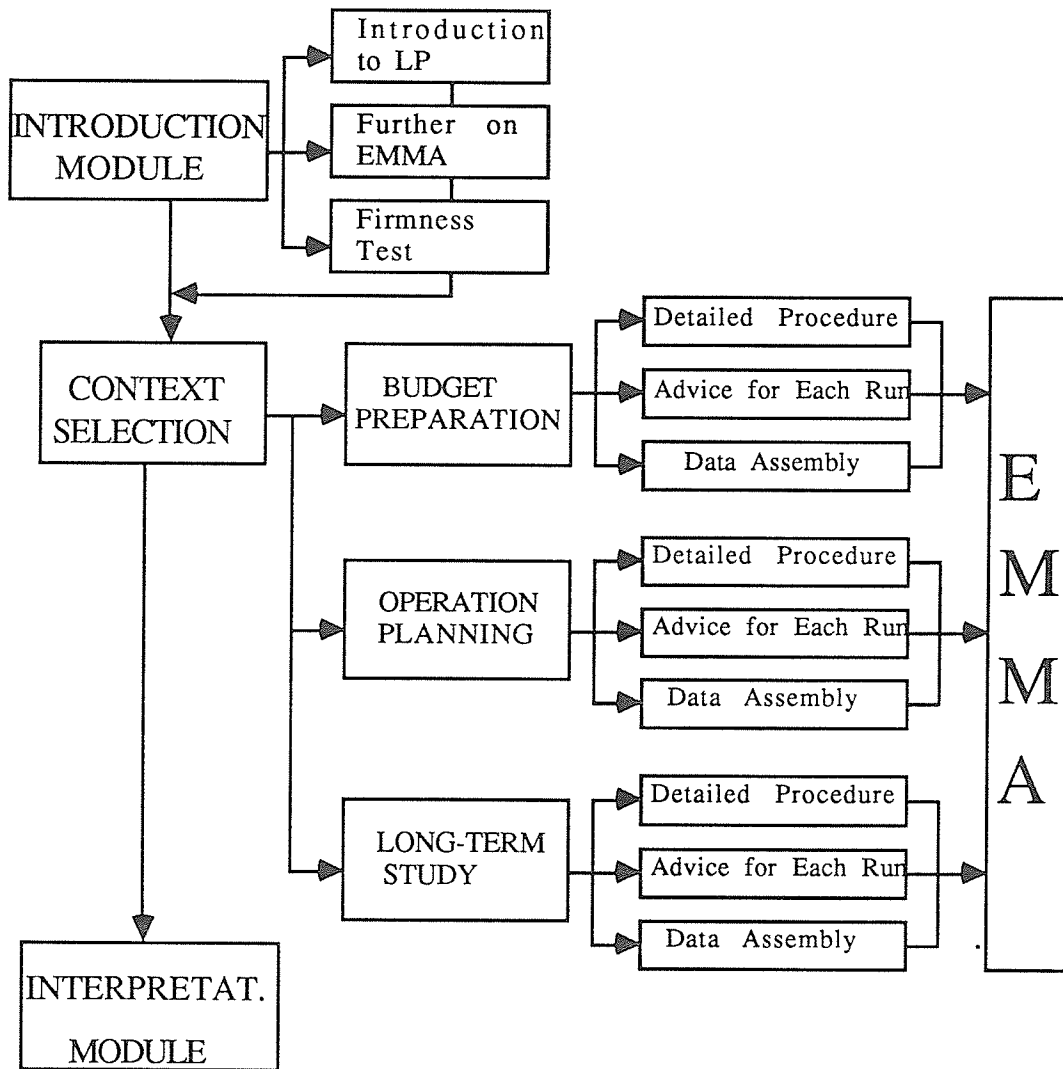 Introduction
to LP
INTRODUCTION
MODULE
Further on
EMMA
Firmness
Test
CONTEXT
SELECTION
BUDGET
PREPARATION
Detailed Procedure
Advice for Each Run
Data Assembly
OPERATION
PLANNING
Detailed Procedure
Advice for Each Run
Data Assembly
LONG-TERM
STUDY
Detailed Procedure
Advice for Each Run
Data Assembly
E
M
M
A
INTERPRETAT.
MODULE